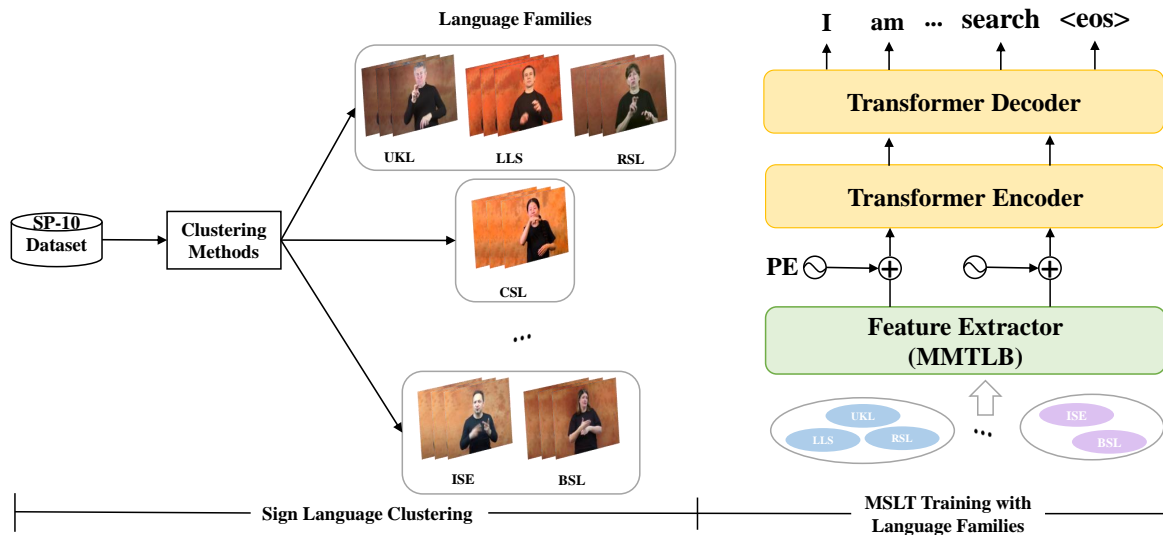 Language Families
UKL
LLS
RSL
SP-10
Dataset
Clustering
Methods
CSL
...
ISE
BSL
Sign Language Clustering
I am ... search <eos>
Transformer Decoder
Transformer Encoder
PE
Feature Extractor
(MMTLB)
UKL
LLS
RSL
...
ISE
BSL
MSLT Training with
Language Families